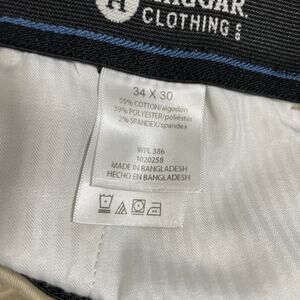 HAGGAR.
CLOTHING
34 X 30
59% COTTON/algodón
39% POLYESTER/poliéster
2% SPANDEX/spandex
WPL 386
1020258
MADE IN BANGLADESH
HECHO EN BANGLADESH